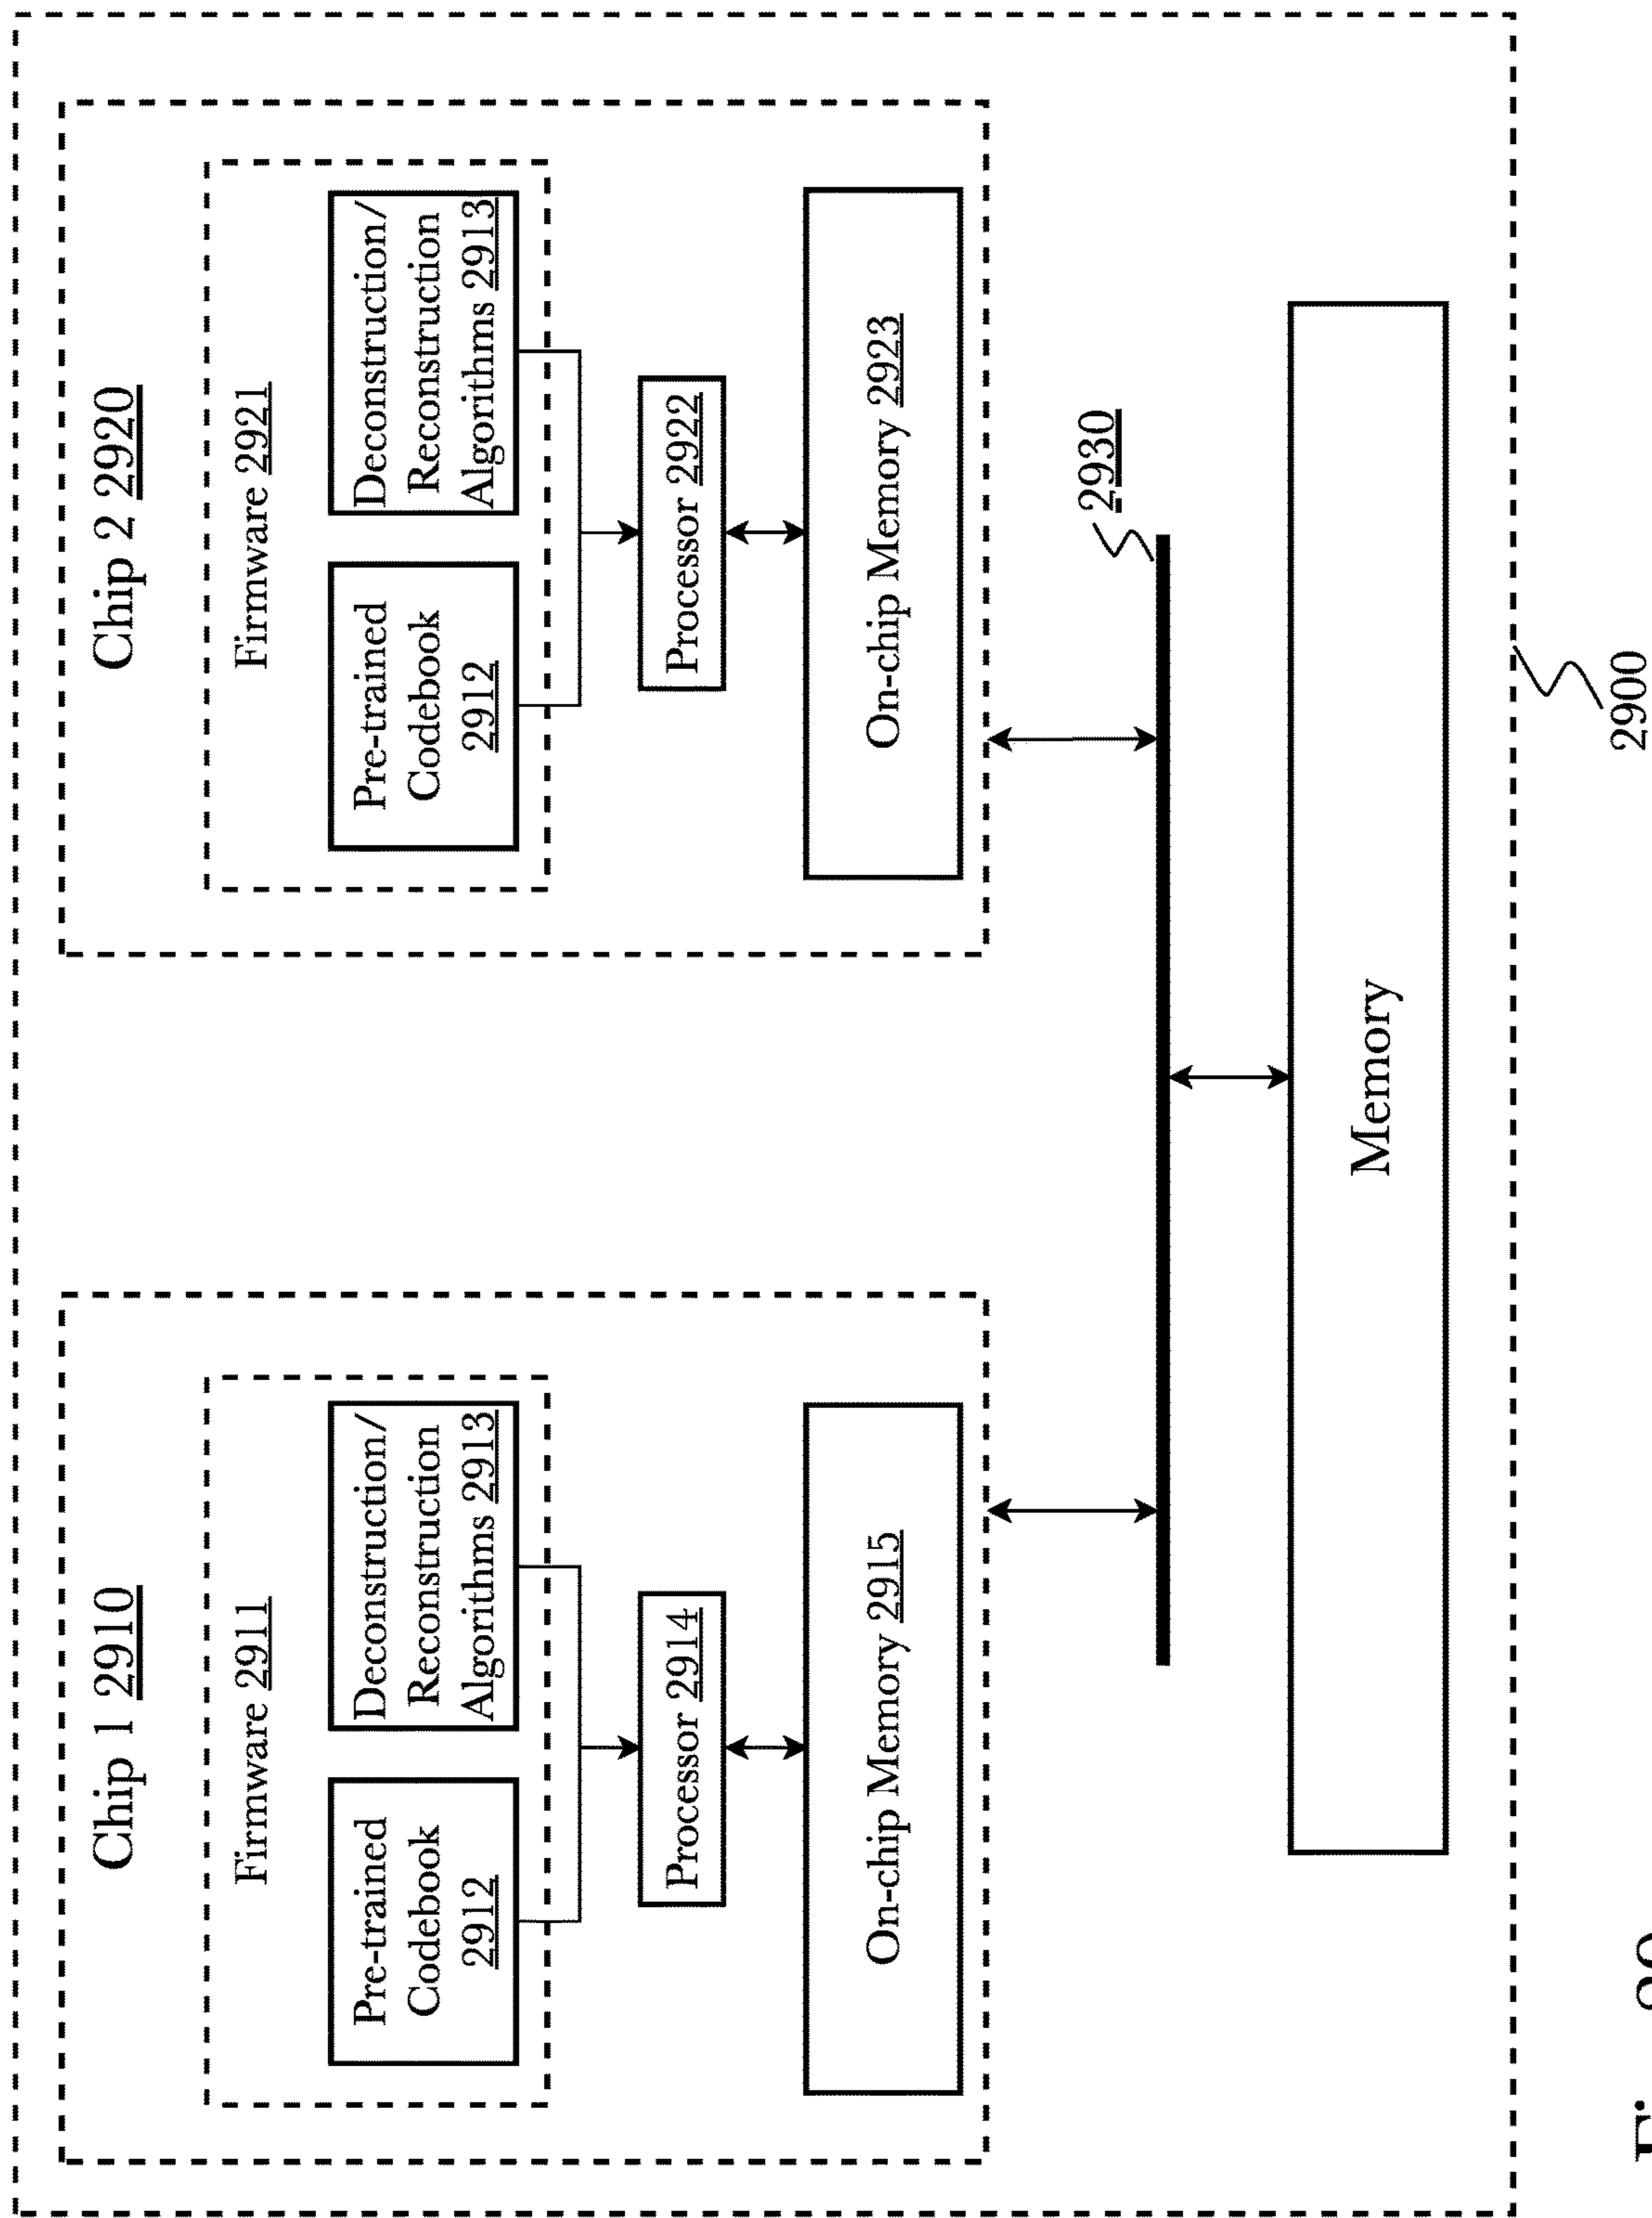 Chip 1 2910
Firmware 2911
Pre-trained
Codebook
2912
Deconstruction/
Reconstruction
Algorithms 2913
Processor 2914
On-chip Memory 2915
Chip 2 2920
Firmware 2921
Pre-trained
Codebook
2912
Deconstruction/
Reconstruction
Algorithms 2913
Processor 2922
On-chip Memory 2923
2930
Memory
2900